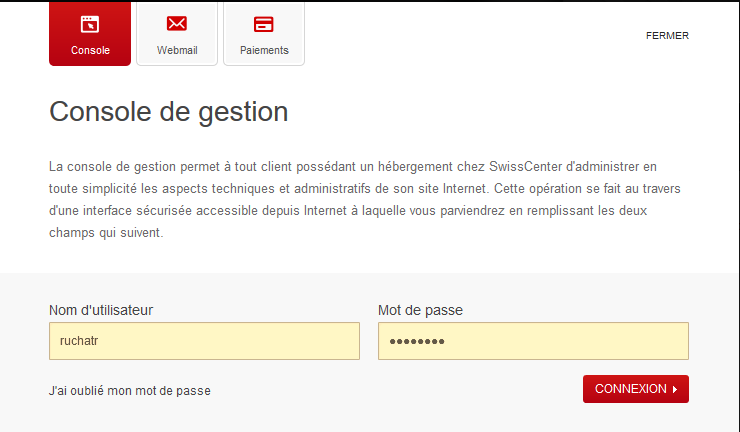 Console
Webmail
Paiements
FERMER
Console de gestion
La console de gestion permet à tout client possédant un hébergement chez SwissCenter d'administrer en
toute simplicité les aspects techniques et administratifs de son site Internet. Cette opération se fait au travers
d'une interface sécurisée accessible depuis Internet à laquelle vous parviendrez en remplissant les deux
champs qui suivent.
Nom d'utilisateur
Mot de passe
ruchatr
••••••••
J'ai oublié mon mot de passe
CONNEXION